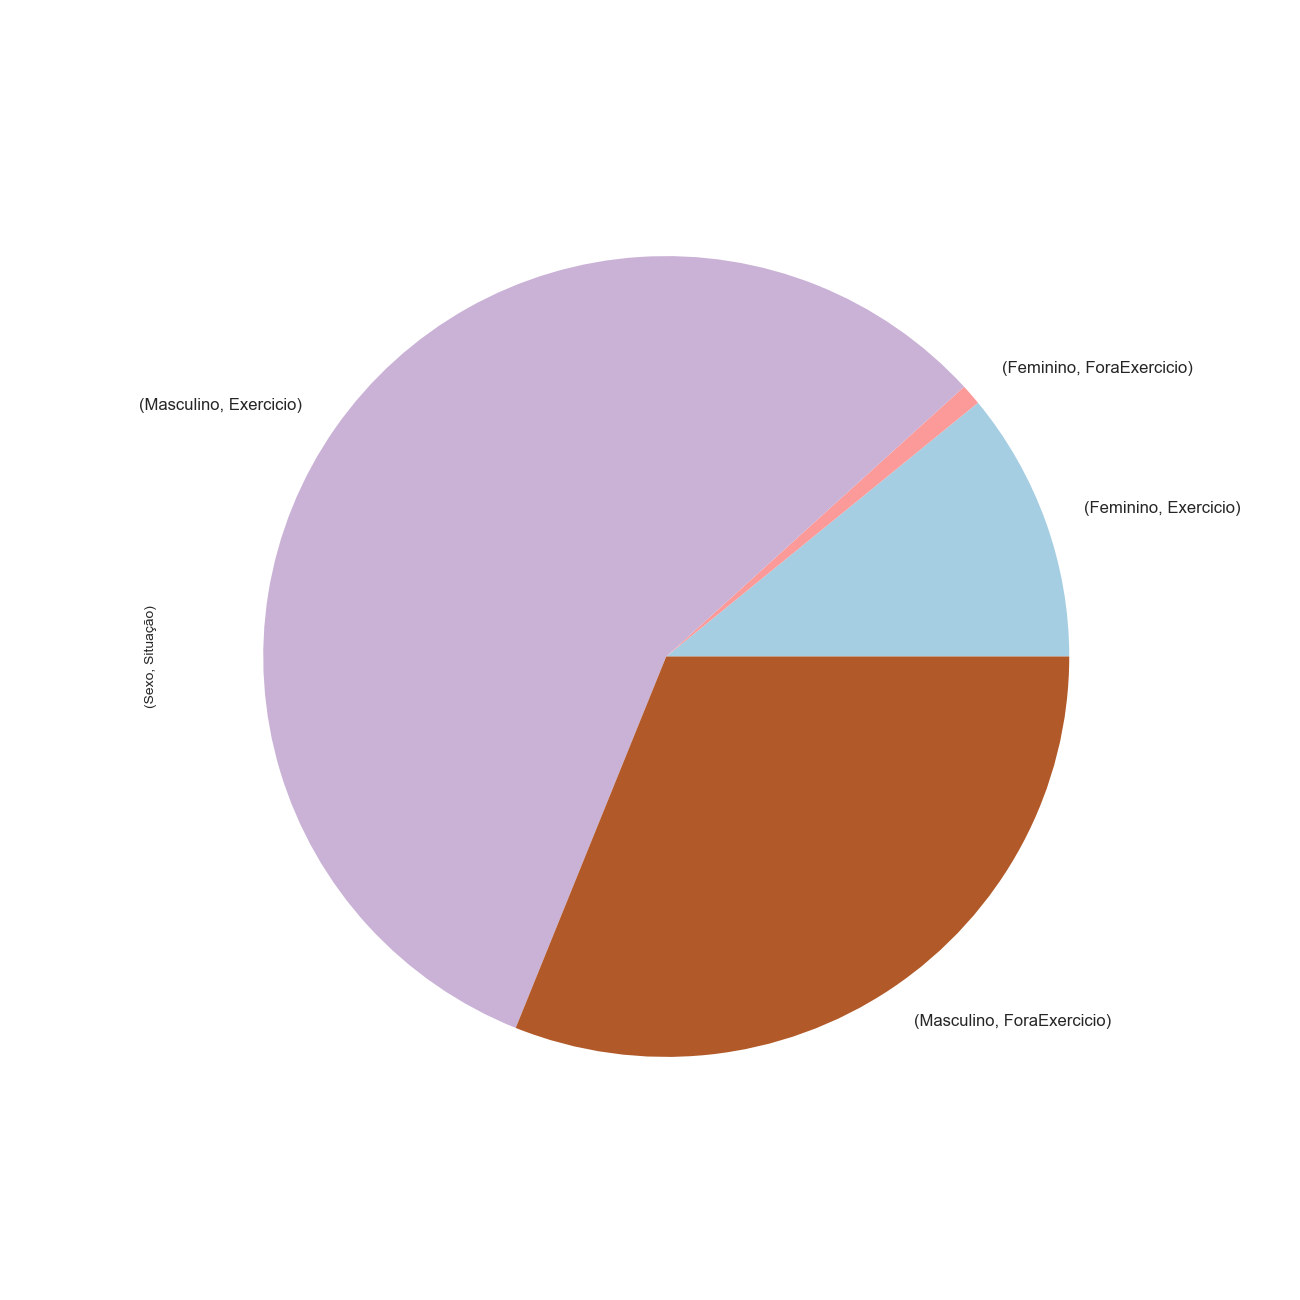 (Feminino, ForaExercicio)
(Masculino, Exercicio)
(Feminino, Exercicio)
(Sexo, Situação)
(Masculino, ForaExercicio)